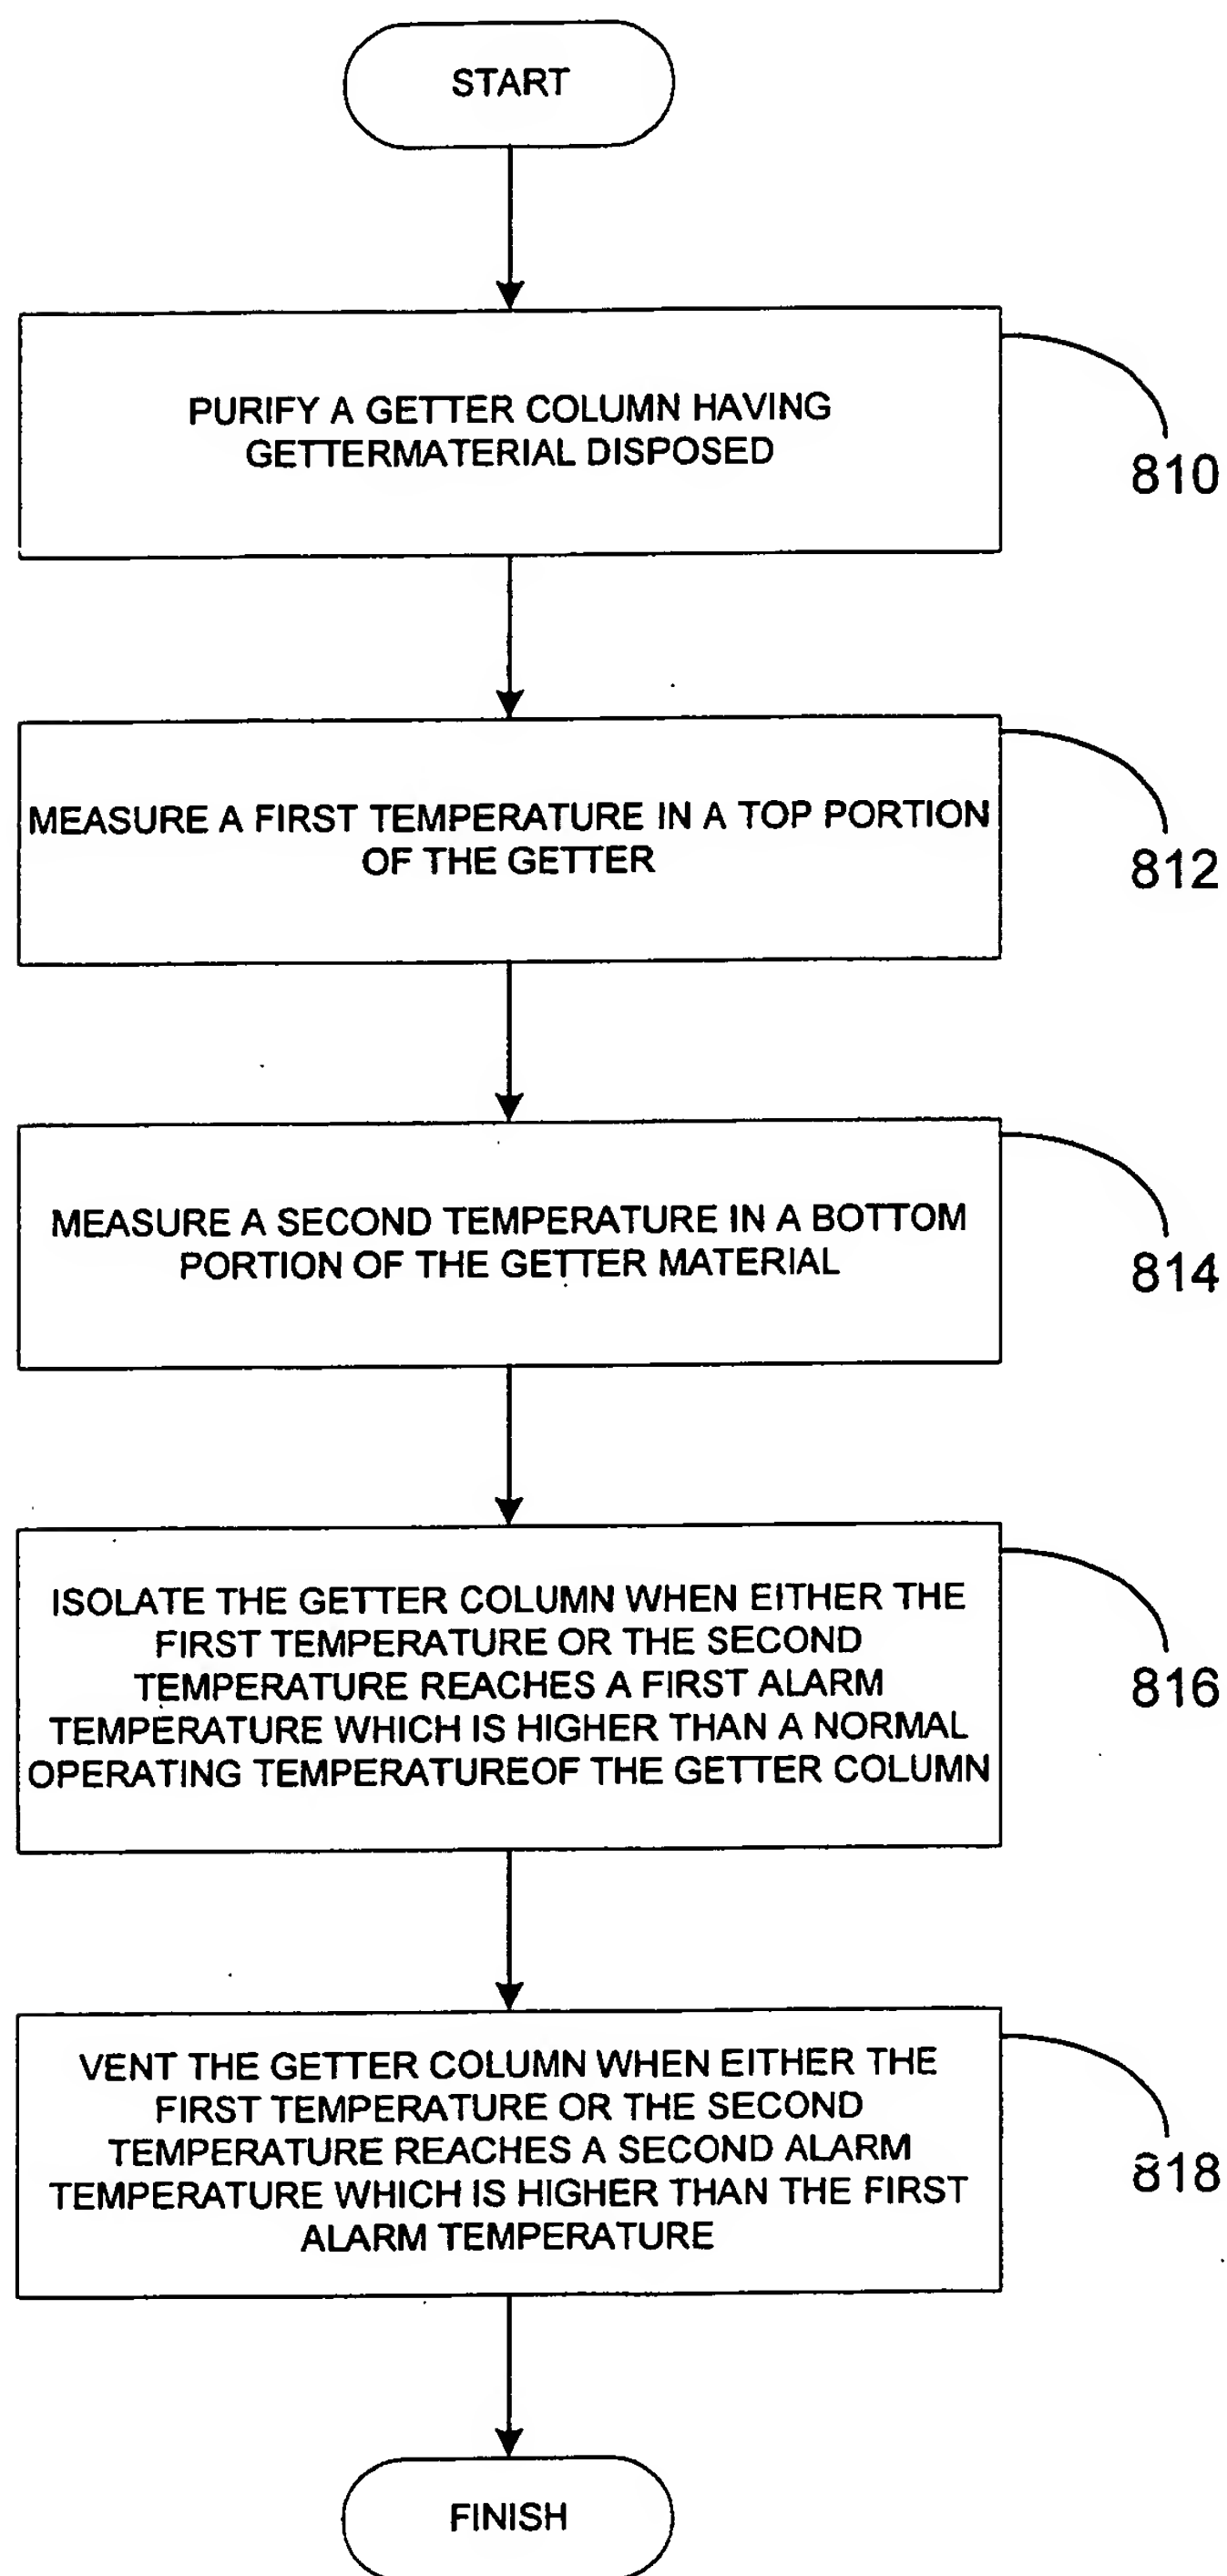 START
PURIFY A GETTER COLUMN HAVING
GETTERMATERIAL DISPOSED
810
MEASURE A FIRST TEMPERATURE IN A TOP PORTION
OF THE GETTER
812
MEASURE A SECOND TEMPERATURE IN A BOTTOM
PORTION OF THE GETTER MATERIAL
814
ISOLATE THE GETTER COLUMN WHEN EITHER THE
FIRST TEMPERATURE OR THE SECOND
TEMPERATURE REACHES A FIRST ALARM
TEMPERATURE WHICH IS HIGHER THAN A NORMAL
OPERATING TEMPERATUREOF THE GETTER COLUMN
816
VENT THE GETTER COLUMN WHEN EITHER THE
FIRST TEMPERATURE OR THE SECOND
TEMPERATURE REACHES A SECOND ALARM
TEMPERATURE WHICH IS HIGHER THAN THE FIRST
ALARM TEMPERATURE
818
FINISH